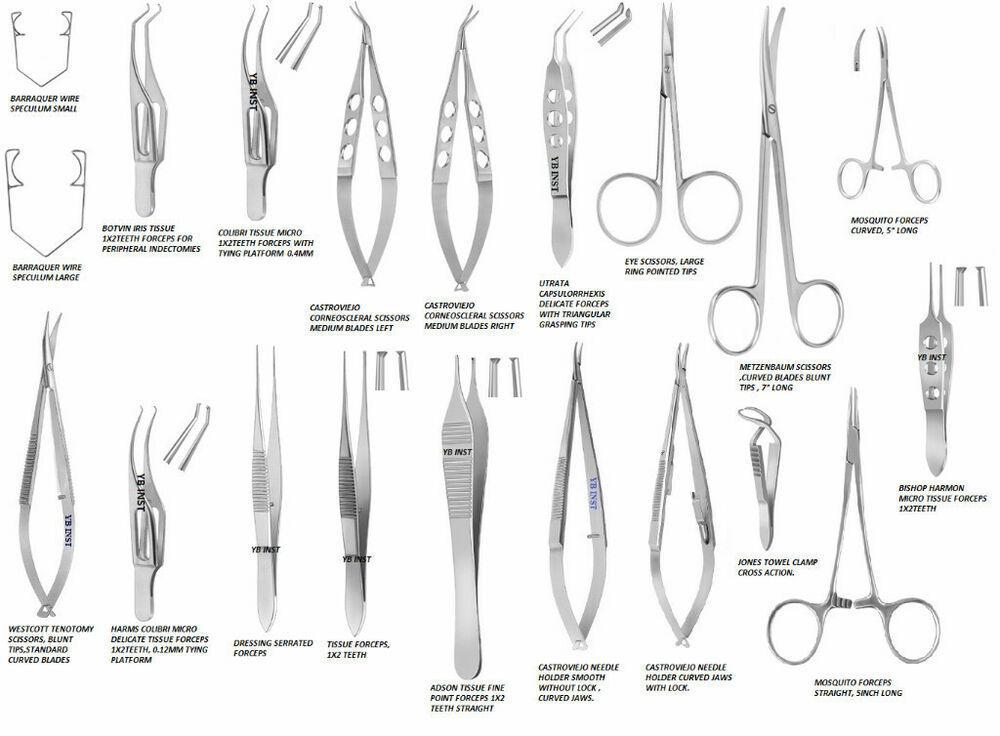 BARRAQUER WIRE
SPECULUM SMALL
BARRAQUER WIRE
SPECULUM LARGE
BOTVIN IRIS TISSUE
1X2TEETH FORCEPS FOR
PERIPHERAL INDECTOMIES
YB INST
COLIBRI TISSUE MICRO
1X2TEETH FORCEPS WITH
TYING PLATFORM 0.4MM
CASTROVIEJO
CORNEOSCLERAL SCISSORS
MEDIUM BLADES LEFT
CASTROVIEJO
CORNEOSCLERAL SCISSORS
MEDIUM BLADES RIGHT
YB INST
UTRATA
CAPSULORRHEXIS
DELICATE FORCEPS
WITH TRIANGULAR
GRASPING TIPS
EYE SCISSORS, LARGE
RING POINTED TIPS
METZENBAUM SCISSORS
,CURVED BLADES BLUNT
TIPS , 7" LONG
MOSQUITO FORCEPS
CURVED, 5" LONG
YB INST
BISHOP HARMON
MICRO TISSUE FORCEPS
1X2TEETH
YB INST
WESTCOTT TENOTOMY
SCISSORS, BLUNT
TIPS,STANDARD
CURVED BLADES
YB INST
HARMS COLIBRI MICRO
DELICATE TISSUE FORCEPS
1X2TEETH, 0.12MM TYING
PLATFORM
YB INST
DRESSING SERRATED
FORCEPS
YB INST
TISSUE FORCEPS,
1X2 TEETH
YB INST
ADSON TISSUE FINE
POINT FORCEPS 1X2
TEETH STRAIGHT
YB INST
CASTROVIEJO NEEDLE
HOLDER SMOOTH
WITHOUT LOCK ,
CURVED JAWS.
CASTROVIEJO NEEDLE
HOLDER CURVED JAWS
WITH LOCK.
JONES TOWEL CLAMP
CROSS ACTION.
MOSQUITO FORCEPS
STRAIGHT, 5INCH LONG